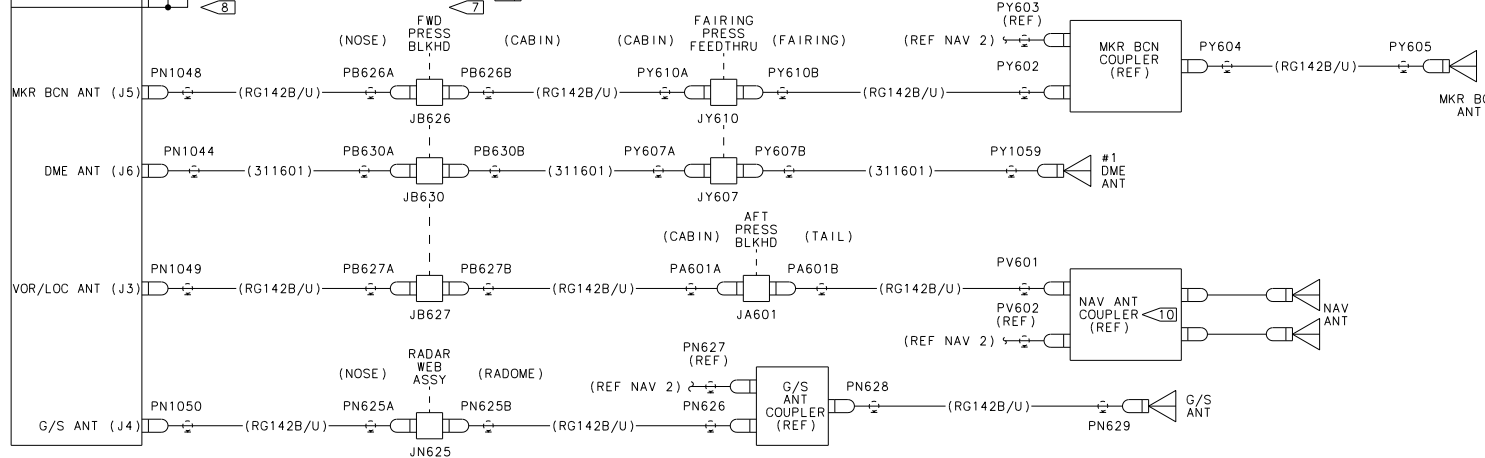 8
7
FWD
PRESS
BLKHD
(NOSE)
(CABIN)
(CABIN)
FAIRING
PRESS
FEEDTHRU
(FAIRING)
PY603
(REF)
(REF NAV 2)
MKR BCN
COUPLER
(REF)
PY604
(RG142B/U)
PY605
MKR BCN ANT (J5)
PN1048
(RG142B/U)
PB626A
PB626B
(RG142B/U)
PY610A
PY610B
(RG142B/U)
PY602
JB626
JY610
ANT
DME ANT (J6)
PN1044
(311601)
PB630A
PB630B
(311601)
PY607A
PY607B
(311601)
PY1059
#1
DME
ANT
JB630
JY607
AFT
PRESS
BLKHD
(CABIN)
(TAIL)
VOR/LOC ANT (J3)
PN1049
(RG142B/U)
PB627A
PB627B
(RG142B/U)
PA601A
PA601B
(RG142B/U)
PV601
JB627
JA601
PV602
(REF)
(REF NAV 2)
NAV ANT
COUPLER
(REF)
10
NAV
ANT
RADAR
WEB
ASSY
(NOSE)
(RADOME)
PN627
(REF)
(REF NAV 2)
G/S
ANT
COUPLER
(REF)
PN628
(RG142B/U)
PN629
G/S
ANT
G/S ANT (J4)
PN1050
(RG142B/U)
PN625A
PN625B
(RG142B/U)
PN626
JN625